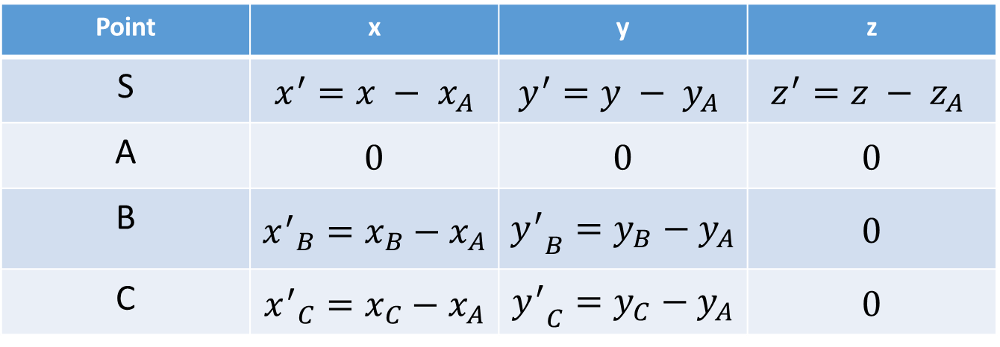 Point x y z
S x′ = x − x_A y′ = y − y_A z′ = z − z_A
A 0 0 0
B x′_B = x_B − x_A y′_B = y_B − y_A 0
C x′_C = x_C − x_A y′_C = y_C − y_A 0